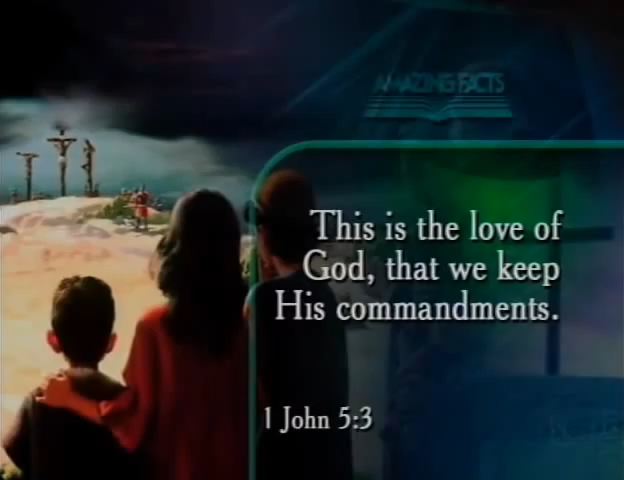 AMAZING FACTS
This is the love of
God, that we keep
His commandments.
1 John 5:3